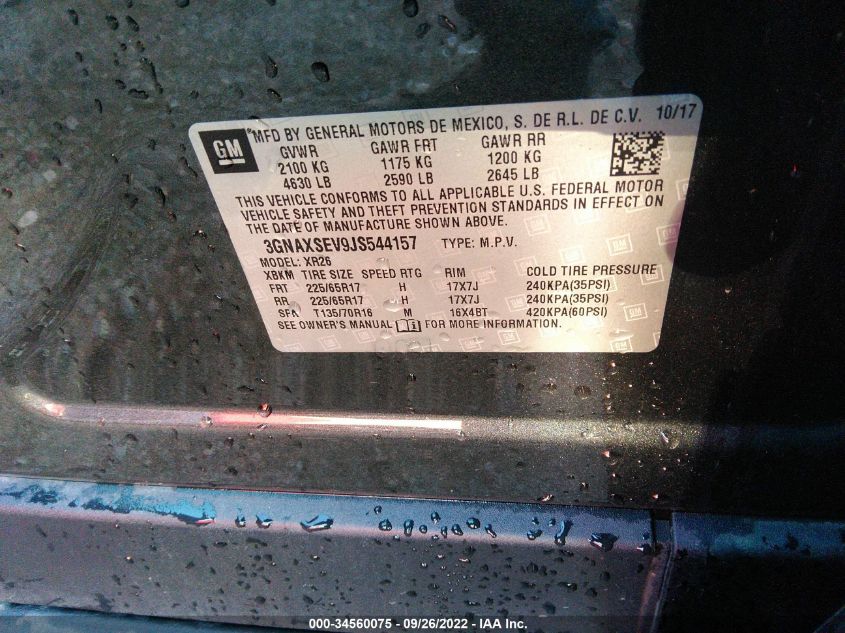 GM
*MFD BY GENERAL MOTORS DE MEXICO, S. DE R.L. DE C.V. 10/17
GVWR GAWR FRT GAWR RR
2100 KG 1175 KG 1200 KG
4630 LB 2590 LB 2645 LB
THIS VEHICLE CONFORMS TO ALL APPLICABLE U.S. FEDERAL MOTOR
VEHICLE SAFETY AND THEFT PREVENTION STANDARDS IN EFFECT ON
THE DATE OF MANUFACTURE SHOWN ABOVE.
3GNAXSEV9JS544157 TYPE: M.P.V.
MODEL: XR26
XBKM TIRE SIZE SPEED RTG RIM COLD TIRE PRESSURE
FRT 225/65R17 H 17X7J 240KPA(35PSI)
RR 225/65R17 H 17X7J 240KPA(35PSI)
SPA T135/70R16 M 16X4BT 420KPA(60PSI)
SEE OWNER'S MANUAL FOR MORE INFORMATION.
000-34560075 - 09/26/2022 - IAA Inc.